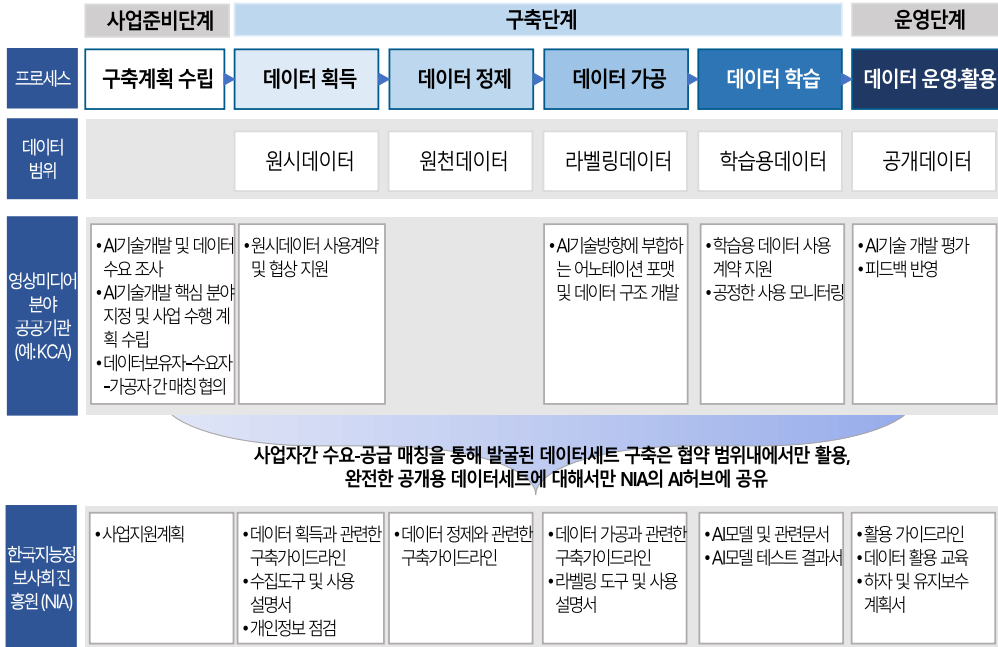 사업준비단계
구축단계
운영단계
프로세스
구축계획 수립
데이터 획득
데이터 정제
데이터 가공
데이터 학습
데이터 운영·활용
데이터
범위
원시데이터
원천데이터
라벨링데이터
학습용데이터
공개데이터
영상미디어
분야
공공기관
(예:KCA)
•AI기술개발 및 데이터
수요 조사
•AI기술개발 핵심 분야
지정 및 사업 수행 계
획 수립
•데이터보유자-수요자
-가공자 간 매칭 협의
•원시데이터 사용계약
및 협상 지원
•AI기술방향에 부합하
는 어노테이션 포맷
및 데이터 구조 개발
•학습용 데이터 사용
계약 지원
•공정한 사용 모니터링
•AI기술 개발 평가
•피드백 반영
사업자간 수요-공급 매칭을 통해 발굴된 데이터세트 구축은 협약 범위내에서만 활용,
완전한 공개용 데이터세트에 대해서만 NIA의 AI허브에 공유
한국지능정
보사회진
흥원(NIA)
•사업지원계획
•데이터 획득과 관련한
구축가이드라인
•수집도구 및 사용
설명서
•개인정보 점검
•데이터 정제와 관련한
구축가이드라인
•데이터 가공과 관련한
구축가이드라인
•라벨링 도구 및 사용
설명서
•AI모델 및 관련문서
•AI모델 테스트 결과서
•활용 가이드라인
•데이터 활용 교육
•하자 및 유지보수
계획서